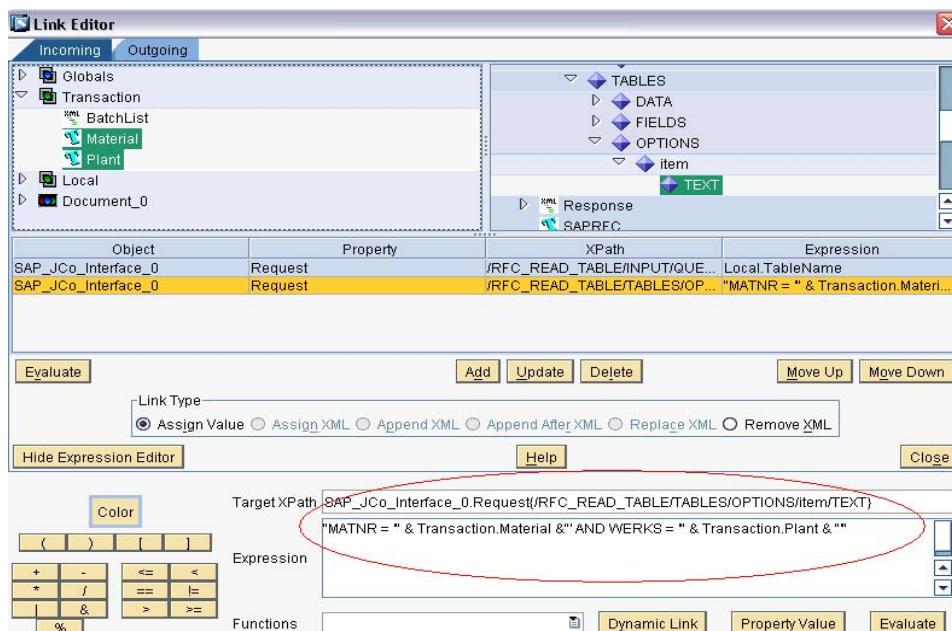 Link Editor
Incoming Outgoing
Globals
Transaction
XML BatchList
Material
Plant
Local
Document_0
TABLES
DATA
FIELDS
OPTIONS
item
TEXT
XML Response
SAPRFC
Object Property XPath Expression
SAP_JCo_Interface_0 Request /RFC_READ_TABLE/INPUT/QUE... Local.TableName
SAP_JCo_Interface_0 Request /RFC_READ_TABLE/TABLES/OP... "MATNR = '" & Transaction.Materi...
Evaluate Add Update Delete Move Up Move Down
Link Type
Assign Value Assign XML Append XML Append After XML Replace XML Remove XML
Hide Expression Editor Help Close
Target XPath SAP_JCo_Interface_0.Request{/RFC_READ_TABLE/TABLES/OPTIONS/item/TEXT}
Color
"MATNR = '" & Transaction.Material &"' AND WERKS = '" & Transaction.Plant & "'"
( ) [ ]
Expression
+ - <= <
* / == !=
| & > >=
%
Functions Dynamic Link Property Value Evaluate